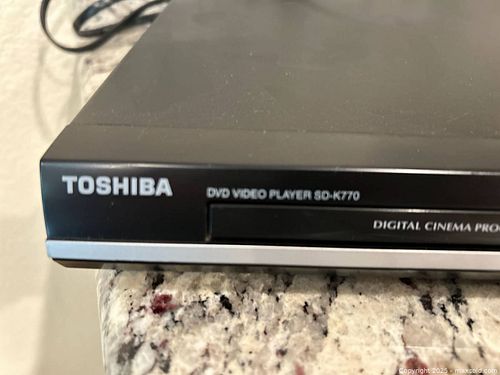 TOSHIBA
DVD VIDEO PLAYER SD-K770
DIGITAL CINEMA PRO
Copyright 2025 - maxsold.com